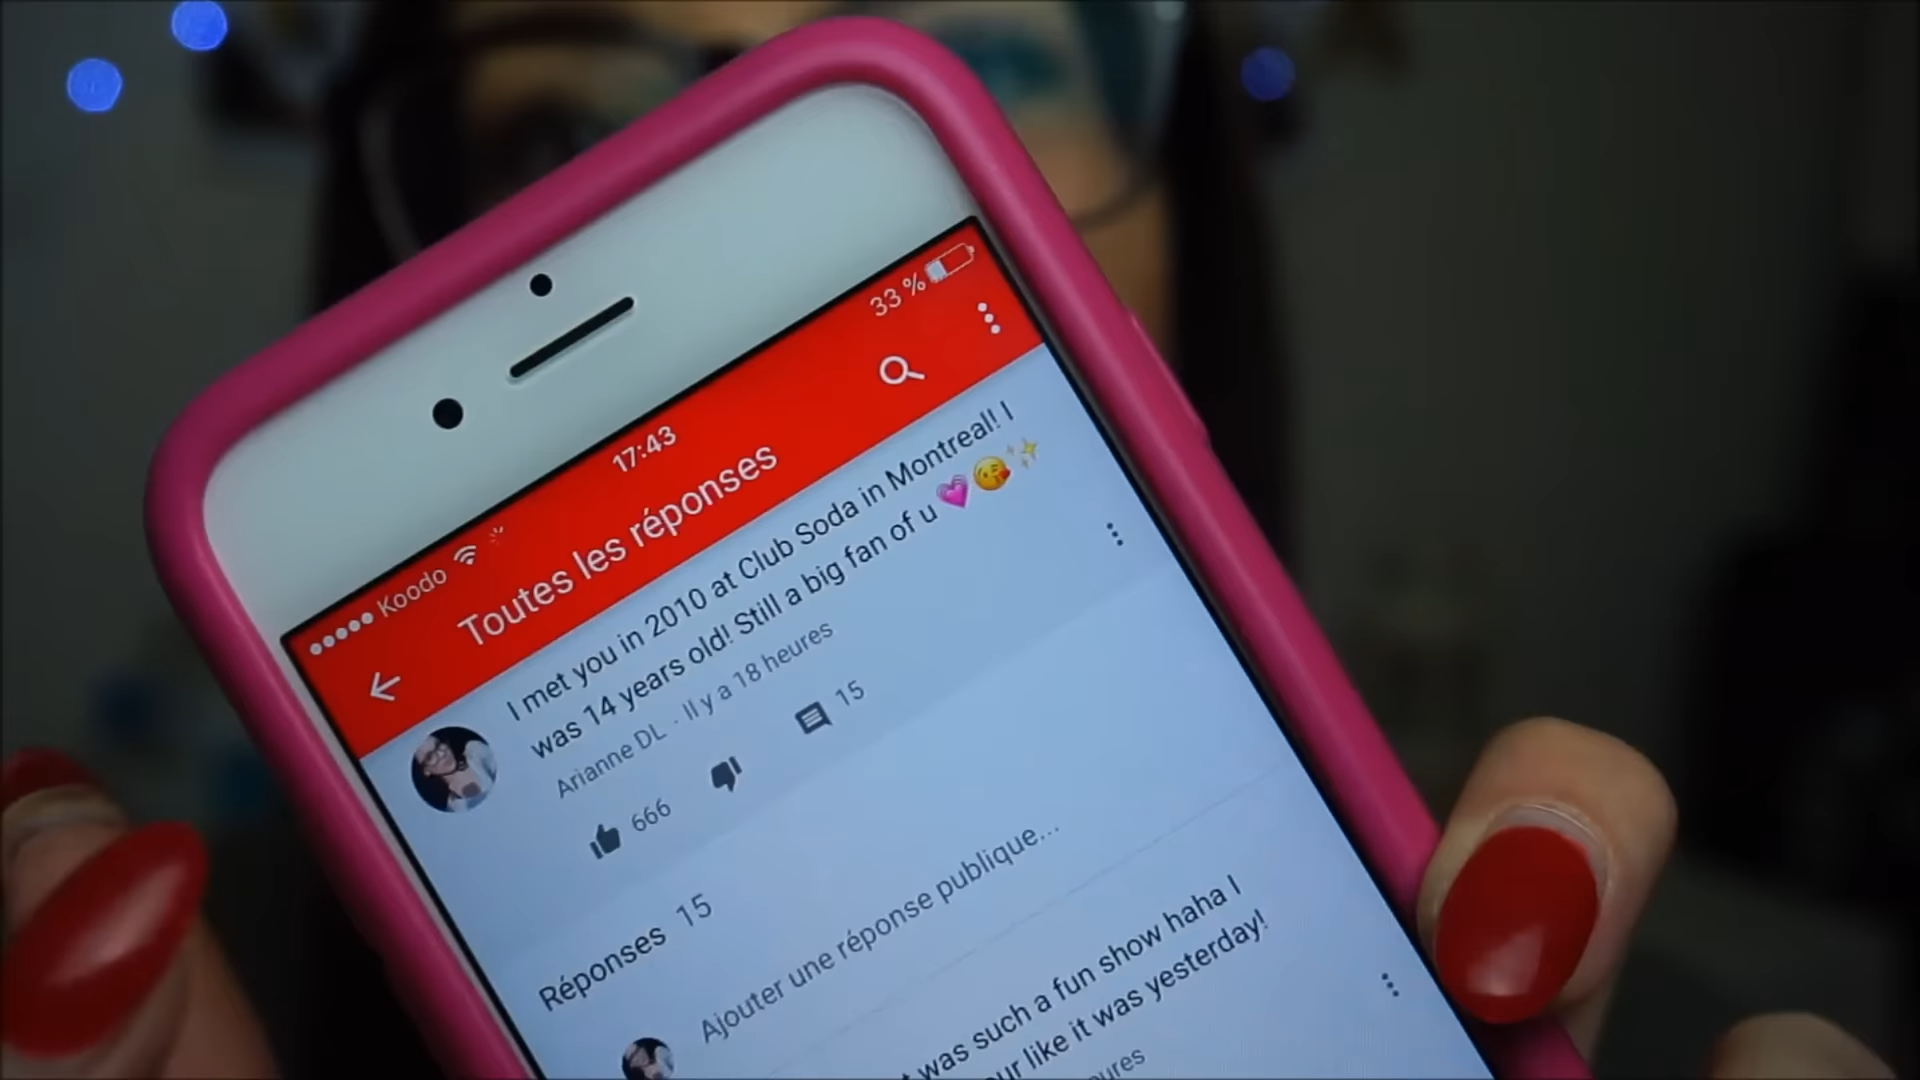 Koodo 17:43 33 %
Toutes les réponses
I met you in 2010 at Club Soda in Montreal! I
was 14 years old! Still a big fan of u 💗😘✨
Arianne DL · Il y a 18 heures
666 15
Réponses 15
Ajouter une réponse publique...
was such a fun show haha I
like it was yesterday!